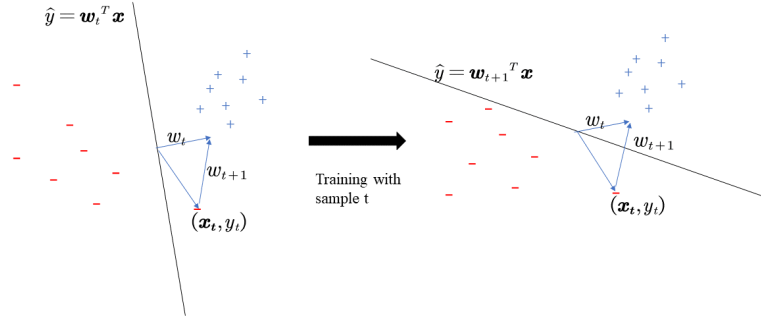 ŷ = w_t^T x
w_t
w_{t+1}
(x_t, y_t)
Training with
sample t
ŷ = w_{t+1}^T x
w_t
w_{t+1}
(x_t, y_t)